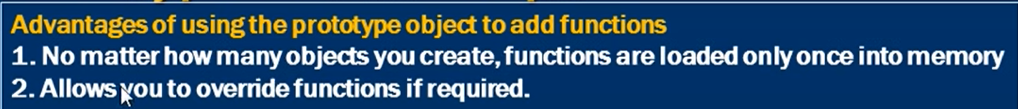 Advantages of using the prototype object to add functions
1. No matter how many objects you create, functions are loaded only once into memory
2. Allows you to override functions if required.